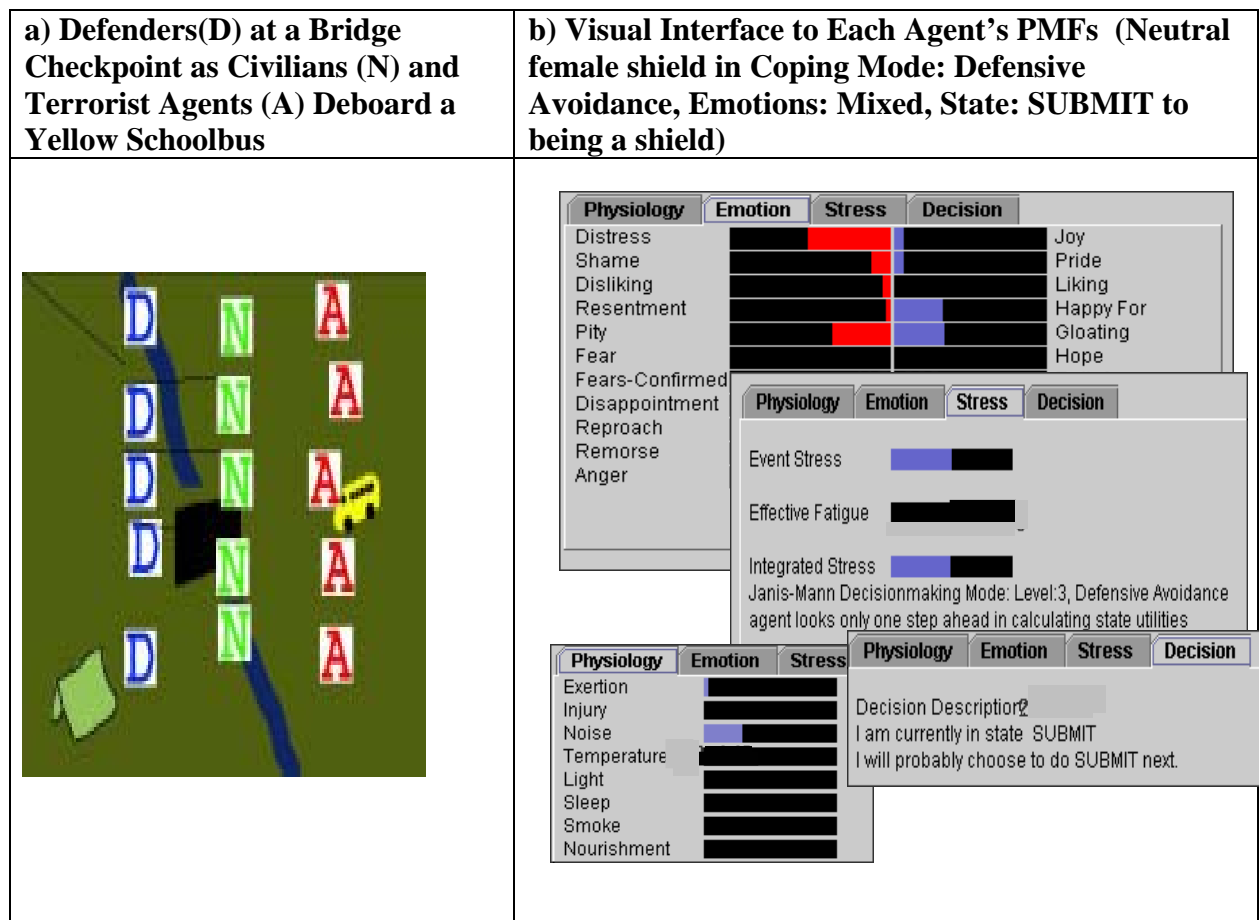 a) Defenders(D) at a Bridge
Checkpoint as Civilians (N) and
Terrorist Agents (A) Deboard a
Yellow Schoolbus
b) Visual Interface to Each Agent's PMFs (Neutral
female shield in Coping Mode: Defensive
Avoidance, Emotions: Mixed, State: SUBMIT to
being a shield)
D N A
A
D N
D N A
D N A
N
D A
Physiology Emotion Stress Decision
Distress Joy
Shame Pride
Disliking Liking
Resentment Happy For
Pity Gloating
Fear Hope
Fears-Confirmed
Disappointment
Reproach
Remorse
Anger
Physiology Emotion Stress Decision
Event Stress
Effective Fatigue
Integrated Stress
Janis-Mann Decisionmaking Mode: Level:3, Defensive Avoidance
agent looks only one step ahead in calculating state utilities
Physiology Emotion Stress
Exertion
Injury
Noise
Temperature
Light
Sleep
Smoke
Nourishment
Physiology Emotion Stress Decision
Decision Description
I am currently in state SUBMIT
I will probably choose to do SUBMIT next.